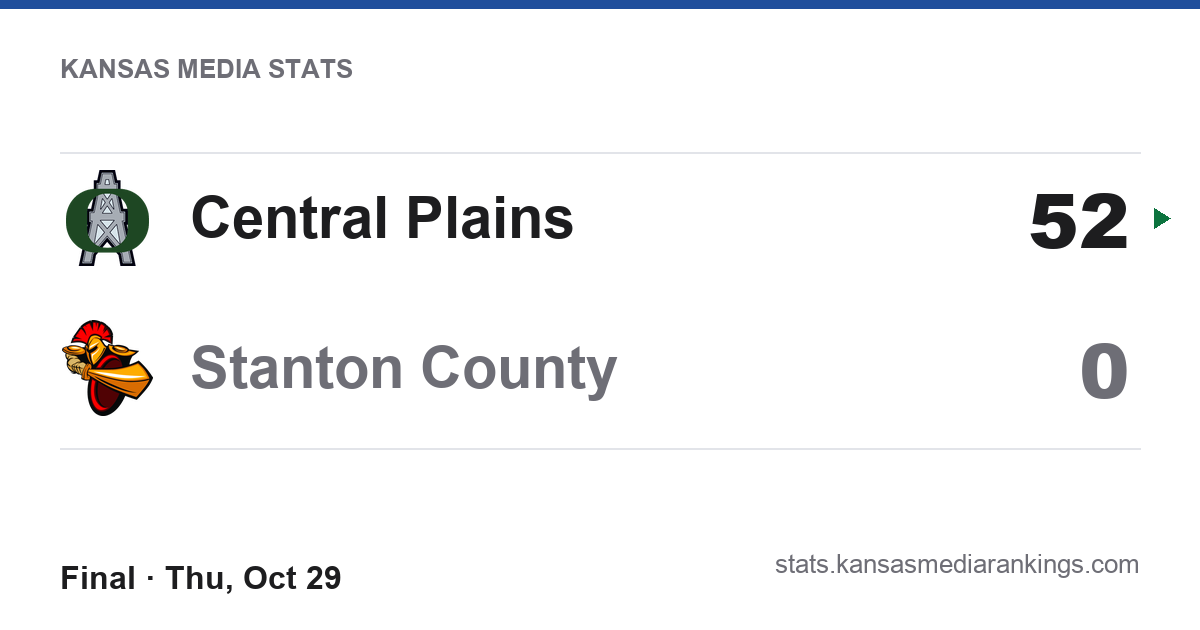 KANSAS MEDIA STATS
Central Plains 52
Stanton County 0
Final · Thu, Oct 29
stats.kansasmediarankings.com